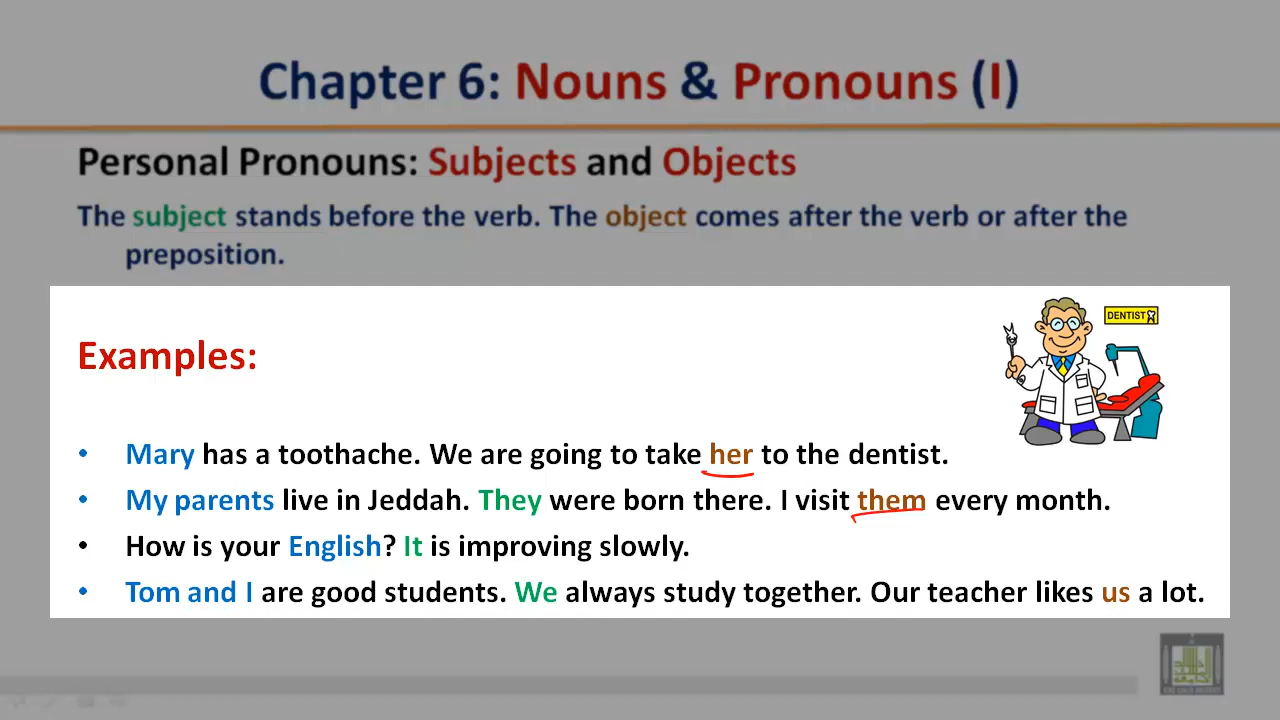 Chapter 6: Nouns & Pronouns (I)
Personal Pronouns: Subjects and Objects
The subject stands before the verb. The object comes after the verb or after the
preposition.
DENTIST
Examples:
• Mary has a toothache. We are going to take her to the dentist.
• My parents live in Jeddah. They were born there. I visit them every month.
• How is your English? It is improving slowly.
• Tom and I are good students. We always study together. Our teacher likes us a lot.